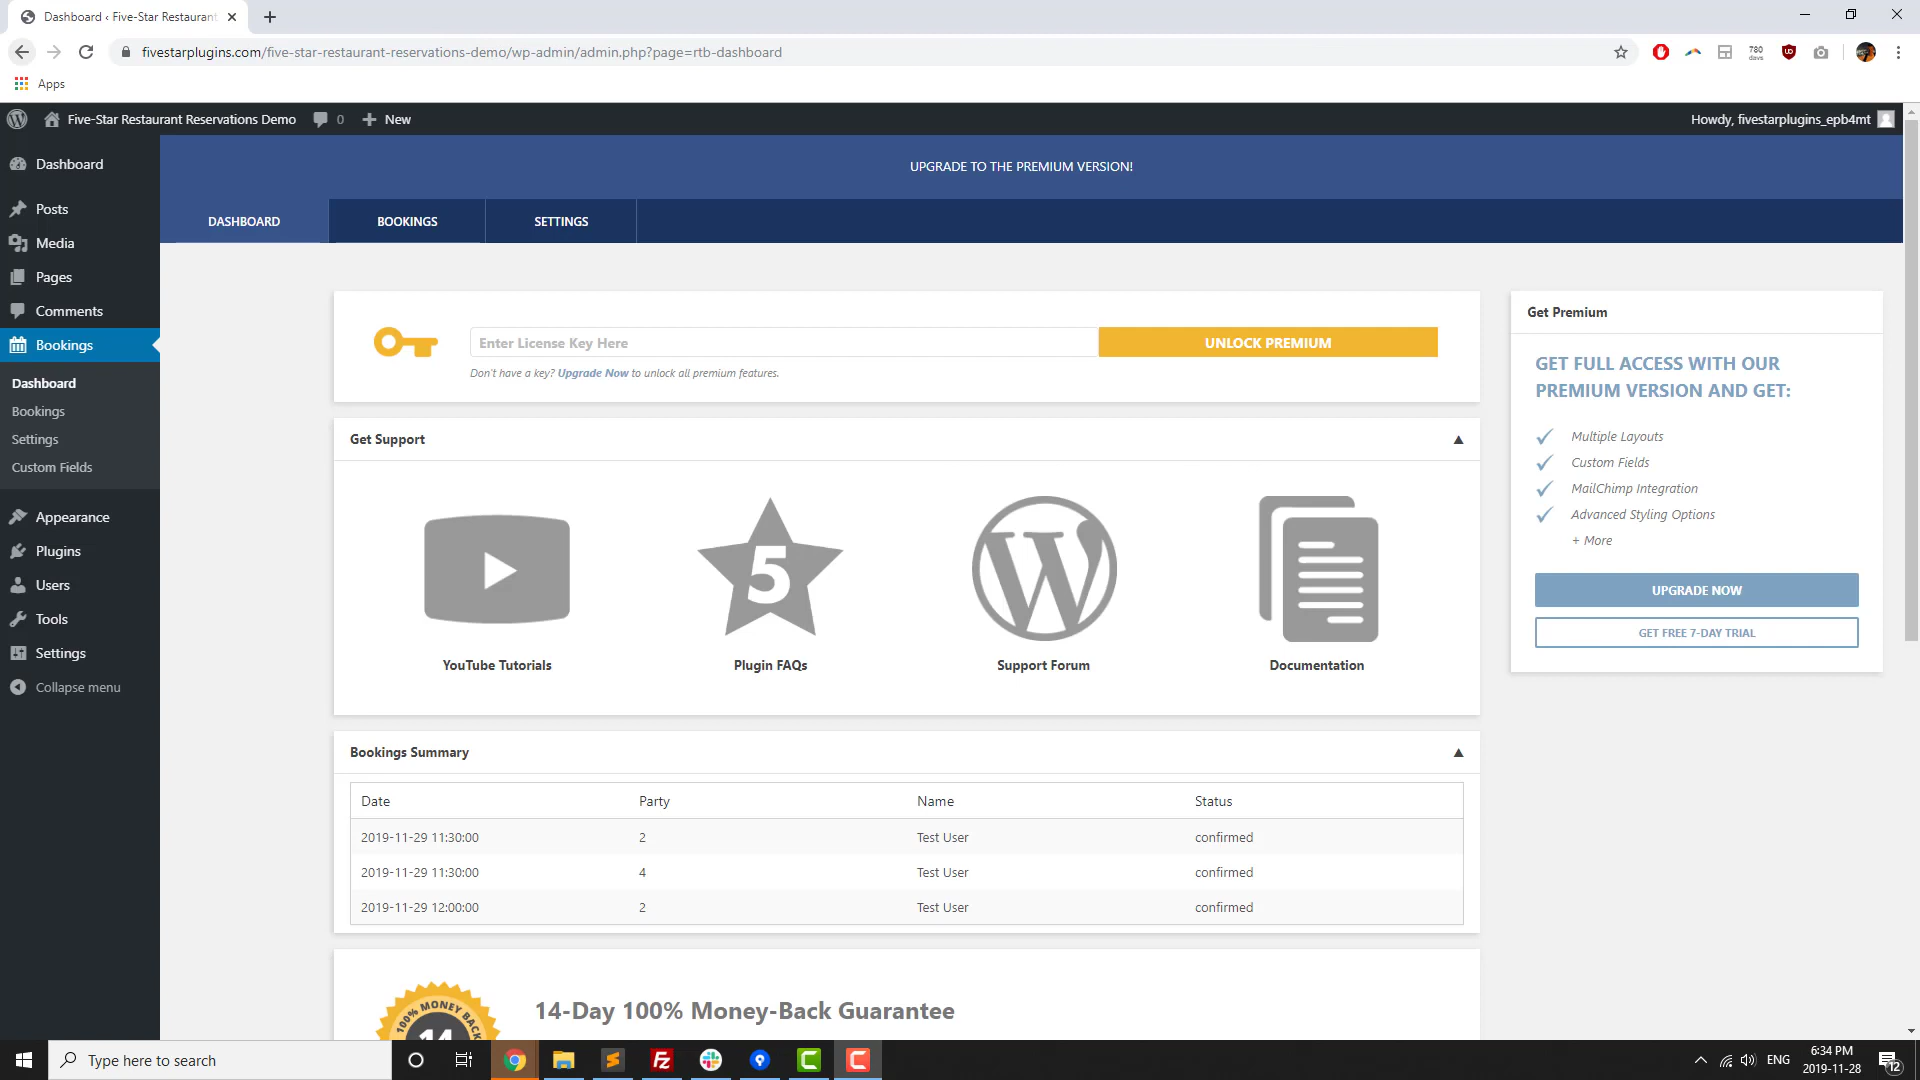 Dashboard ‹ Five-Star Restaurant
fivestarplugins.com/five-star-restaurant-reservations-demo/wp-admin/admin.php?page=rtb-dashboard
780
days
Apps
Five-Star Restaurant Reservations Demo
0
New
Howdy, fivestarplugins_epb4mt
Dashboard
Posts
Media
Pages
Comments
Bookings
Dashboard
Bookings
Settings
Custom Fields
Appearance
Plugins
Users
Tools
Settings
Collapse menu
UPGRADE TO THE PREMIUM VERSION!
DASHBOARD
BOOKINGS
SETTINGS
Enter License Key Here
UNLOCK PREMIUM
Don't have a key? Upgrade Now to unlock all premium features.
Get Support
5
YouTube Tutorials
Plugin FAQs
Support Forum
Documentation
Bookings Summary
Date Party Name Status
2019-11-29 11:30:00 2 Test User confirmed
2019-11-29 11:30:00 4 Test User confirmed
2019-11-29 12:00:00 2 Test User confirmed
100% MONEY BACK
14
14-Day 100% Money-Back Guarantee
Get Premium
GET FULL ACCESS WITH OUR
PREMIUM VERSION AND GET:
Multiple Layouts
Custom Fields
MailChimp Integration
Advanced Styling Options
+ More
UPGRADE NOW
GET FREE 7-DAY TRIAL
Type here to search
ENG
6:34 PM
2019-11-28
12